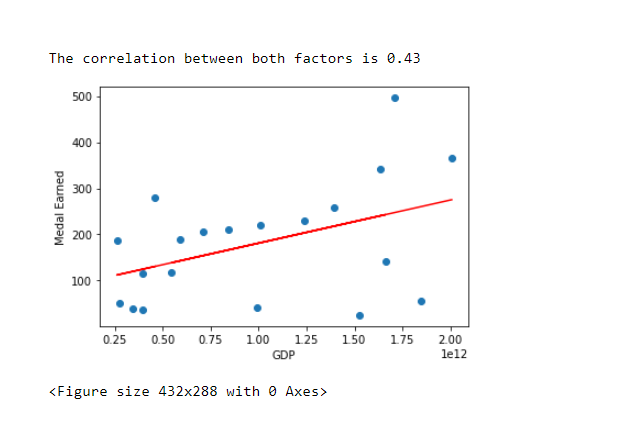 The correlation between both factors is 0.43
500
400
300
200
100
Medal Earned
0.25 0.50 0.75 1.00 1.25 1.50 1.75 2.00
1e12
GDP
<Figure size 432x288 with 0 Axes>